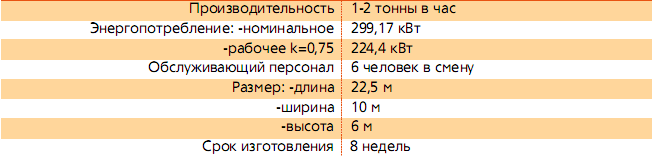 Производительность 1-2 тонны в час
Энергопотребление: -номинальное 299,17 кВт
-рабочее k=0,75 224,4 кВт
Обслуживающий персонал 6 человек в смену
Размер: -длина 22,5 м
-ширина 10 м
-высота 6 м
Срок изготовления 8 недель